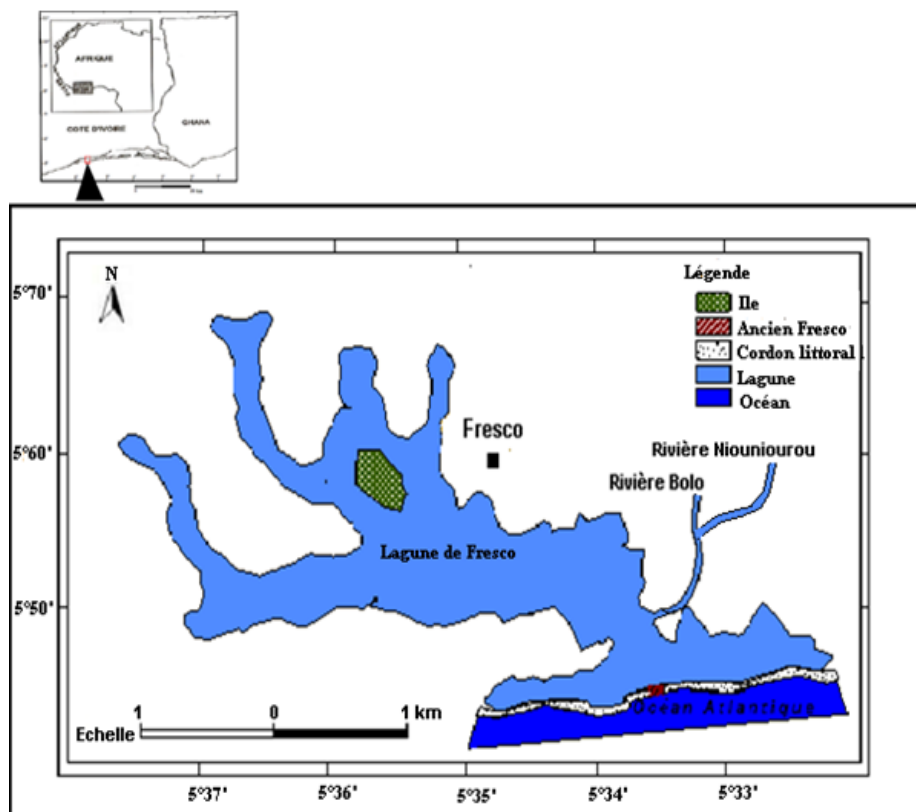 AFRIQUE
COTE D'IVOIRE
GHANA
N
Légende
Ile
Ancien Fresco
Cordon littoral
Lagune
Océan
5°70'
5°60'
5°50'
Fresco
Rivière Niouniourou
Rivière Bolo
Lagune de Fresco
Océan Atlantique
1 0 1 km
Echelle
5°37' 5°36' 5°35' 5°34' 5°33'